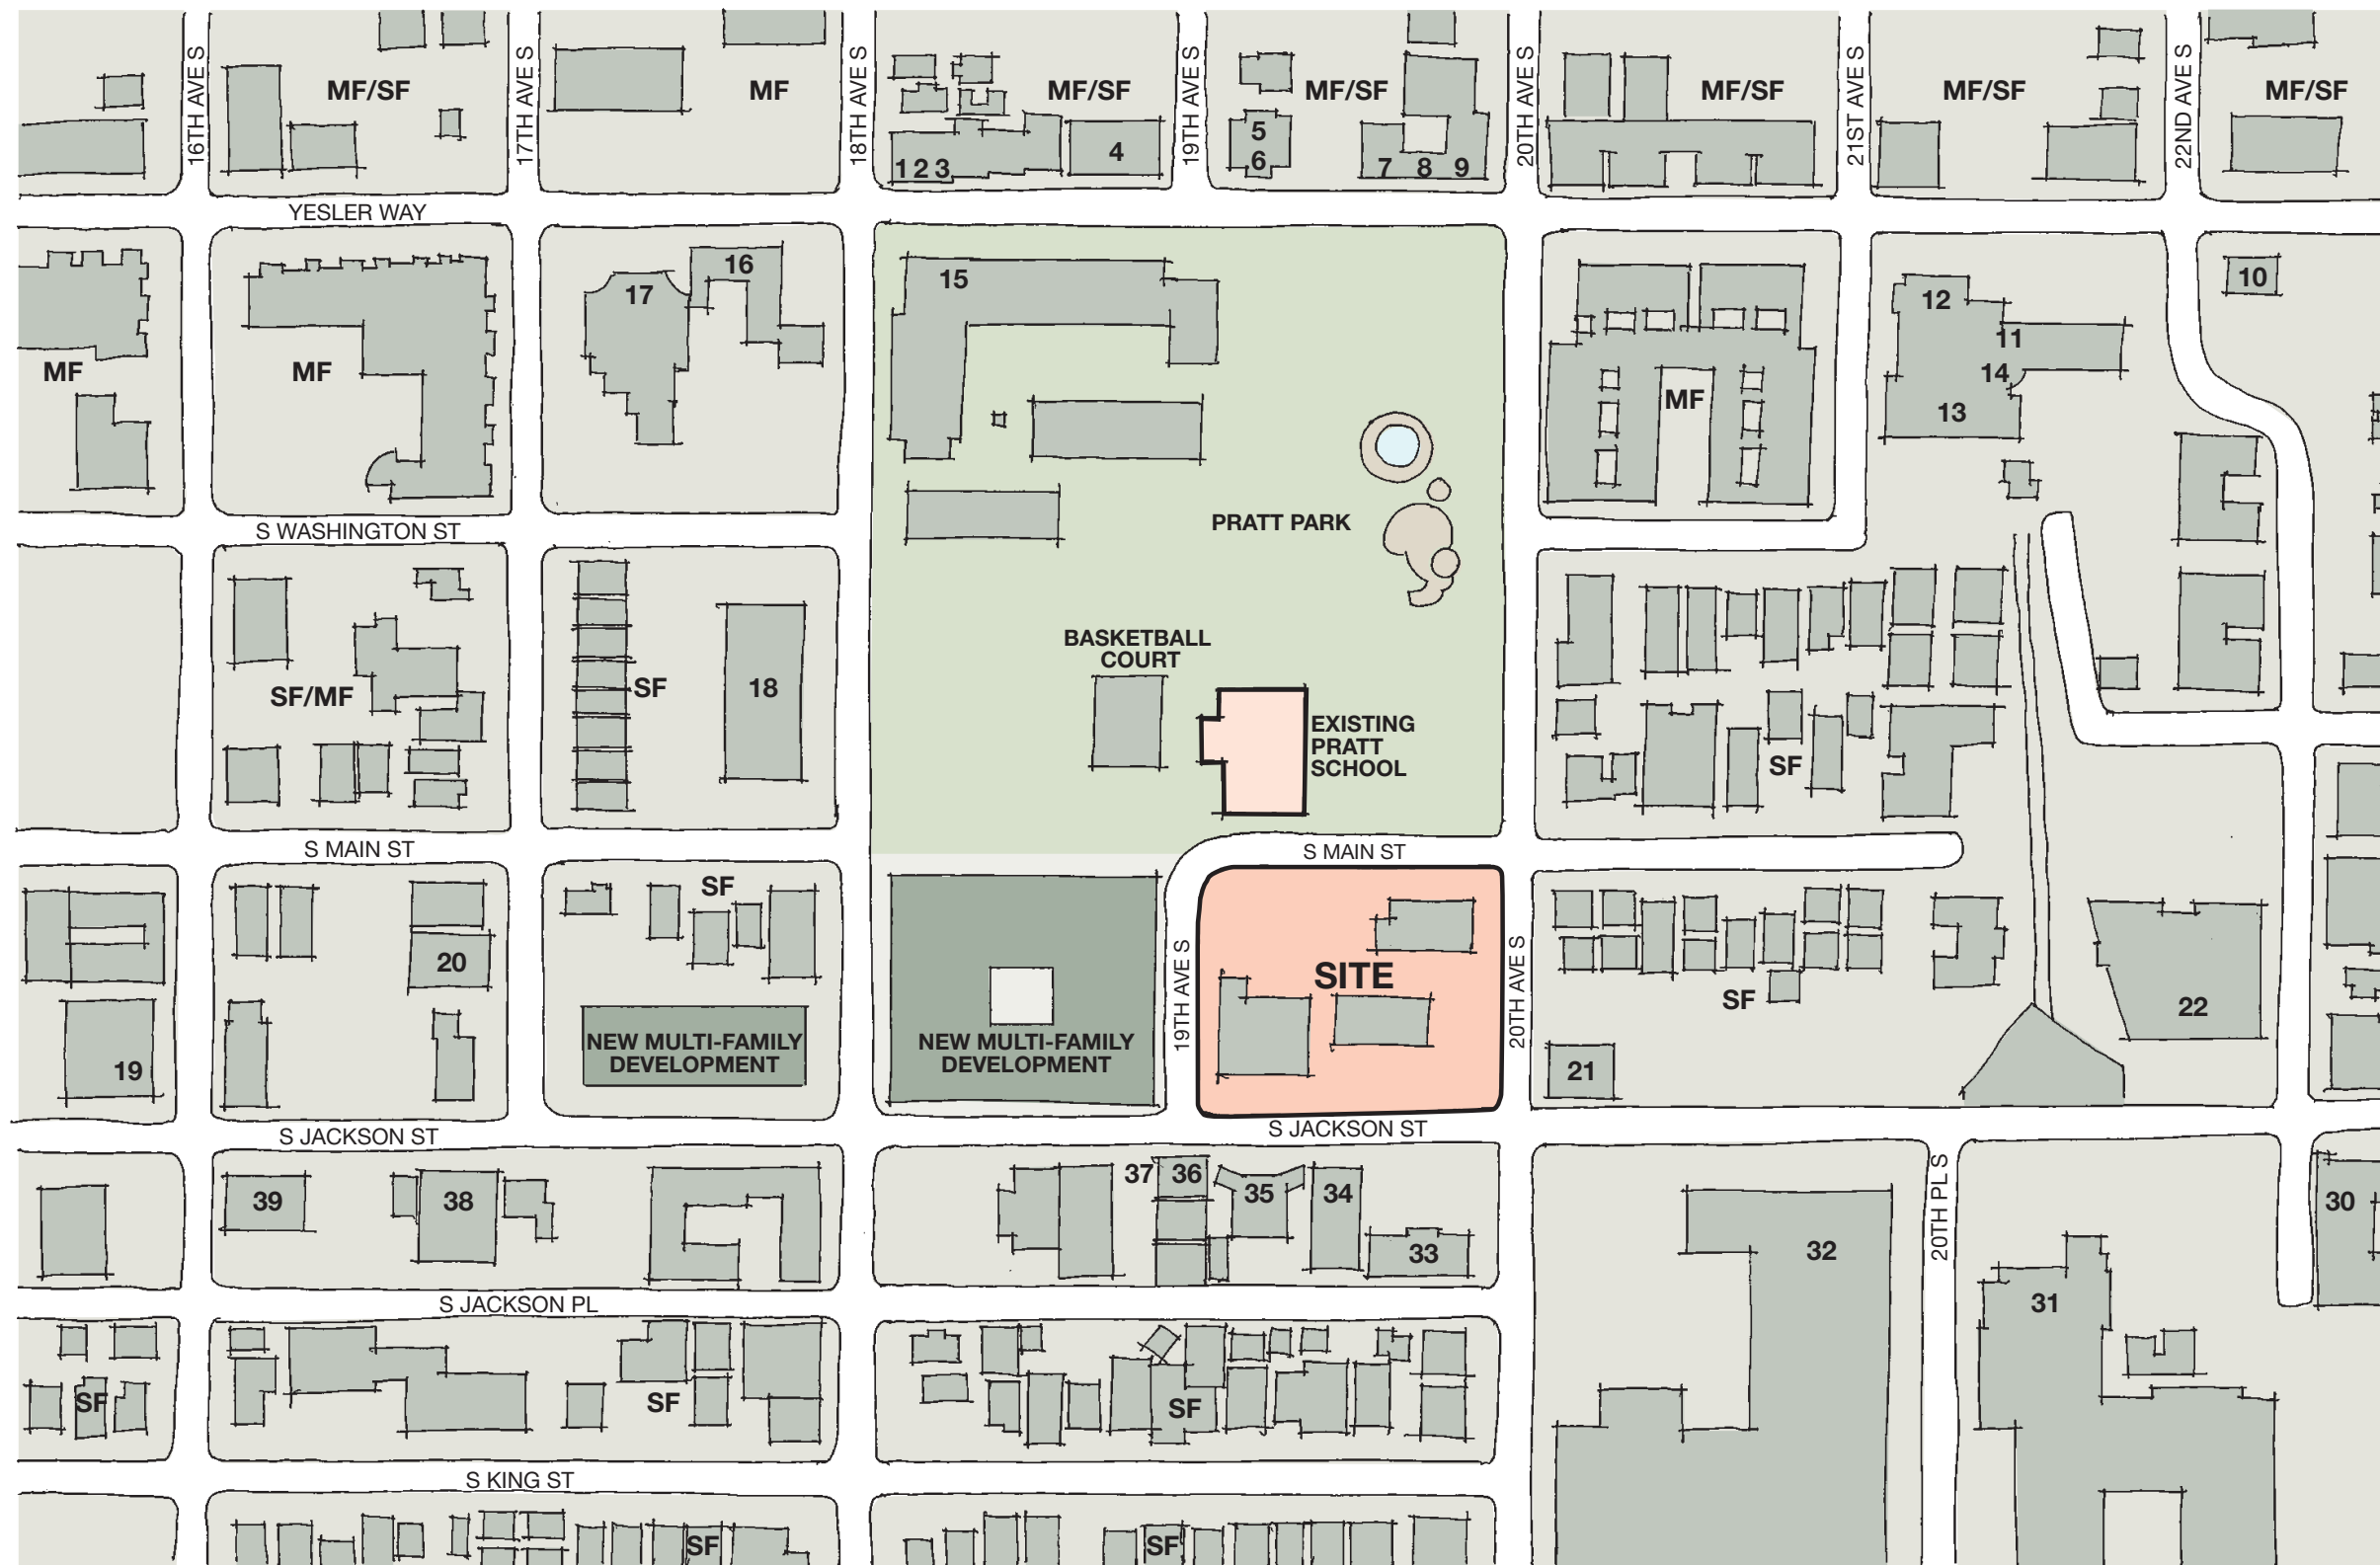 16TH AVE S
17TH AVE S
18TH AVE S
19TH AVE S
20TH AVE S
21ST AVE S
22ND AVE S
MF/SF
MF
MF/SF
MF/SF
MF/SF
MF/SF
MF/SF
1 2 3
4
5
6
7
8
9
YESLER WAY
MF
MF
17
16
15
MF
12
11
14
13
10
PRATT PARK
S WASHINGTON ST
SF/MF
SF
18
BASKETBALL
COURT
EXISTING
PRATT
SCHOOL
SF
S MAIN ST
S MAIN ST
19
20
SF
NEW MULTI-FAMILY
DEVELOPMENT
NEW MULTI-FAMILY
DEVELOPMENT
19TH AVE S
SITE
20TH AVE S
SF
21
22
S JACKSON ST
S JACKSON ST
39
38
37
36
35
34
33
32
20TH PL S
31
30
S JACKSON PL
SF
SF
SF
S KING ST
SF
SF